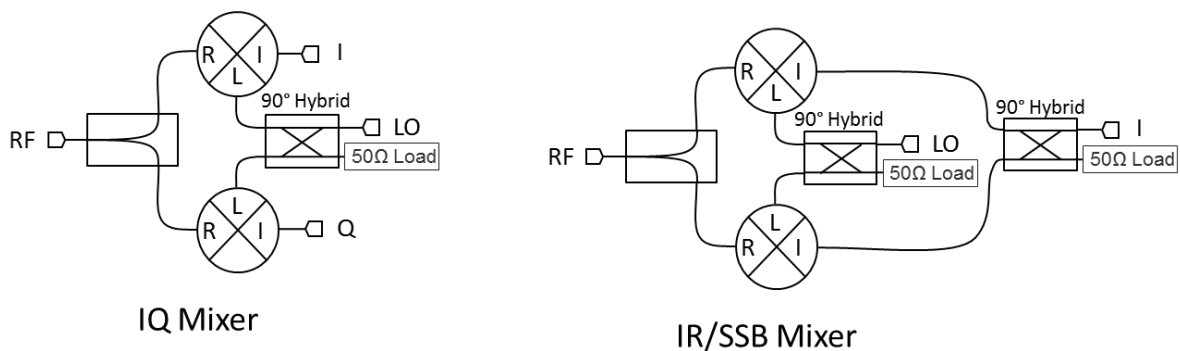 R
I
L
I
90° Hybrid
RF
LO
50Ω Load
L
R
I
Q
IQ Mixer
R
I
L
90° Hybrid
90° Hybrid
RF
LO
I
50Ω Load
50Ω Load
L
R
I
IR/SSB Mixer